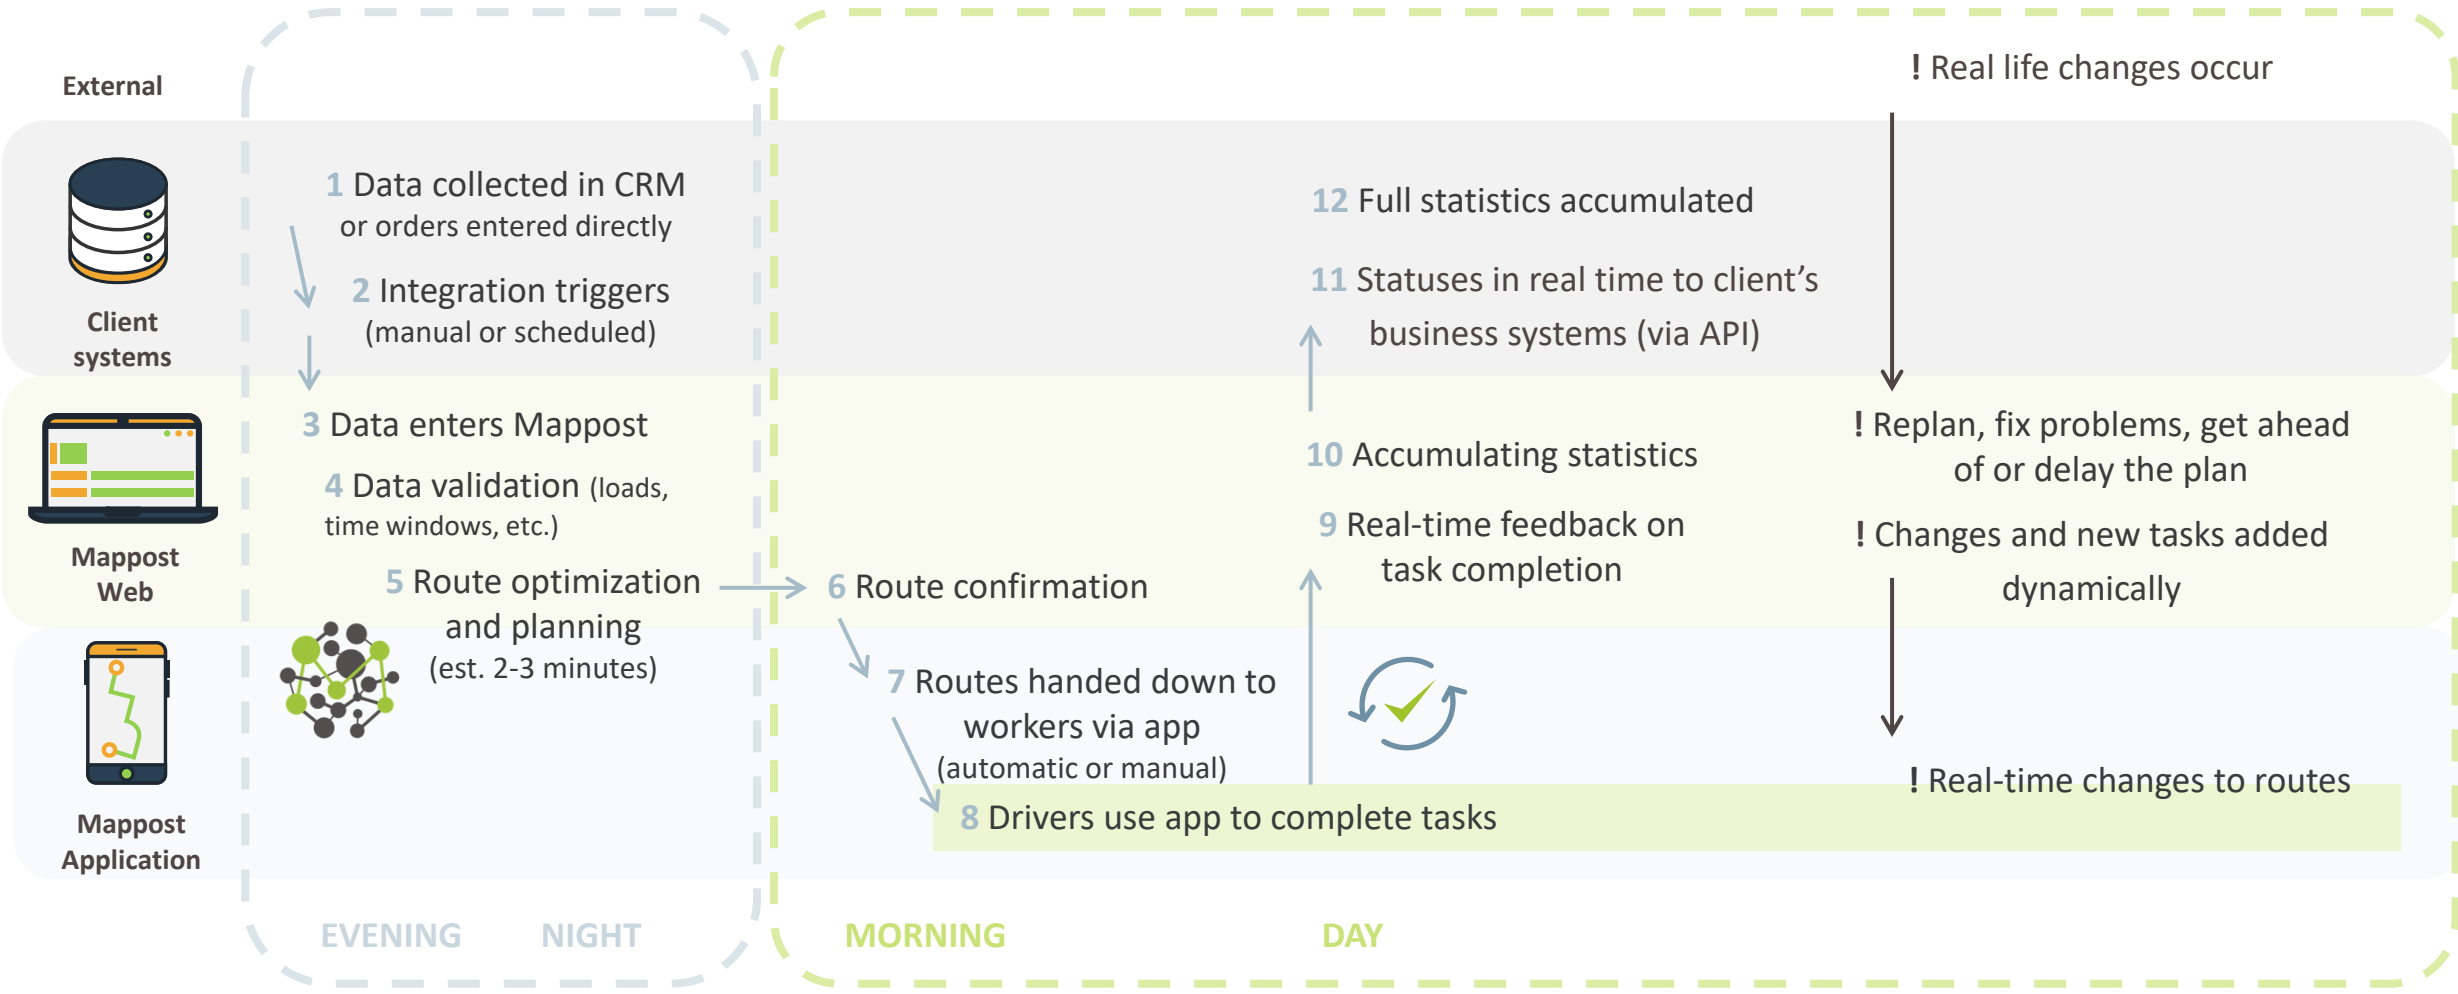 External
! Real life changes occur
Client
systems
1 Data collected in CRM
or orders entered directly
2 Integration triggers
(manual or scheduled)
12 Full statistics accumulated
11 Statuses in real time to client’s
business systems (via API)
Mappost
Web
3 Data enters Mappost
4 Data validation (loads,
time windows, etc.)
5 Route optimization
and planning
(est. 2-3 minutes)
6 Route confirmation
10 Accumulating statistics
9 Real-time feedback on
task completion
! Replan, fix problems, get ahead
of or delay the plan
! Changes and new tasks added
dynamically
Mappost
Application
7 Routes handed down to
workers via app
(automatic or manual)
8 Drivers use app to complete tasks
! Real-time changes to routes
EVENING
NIGHT
MORNING
DAY